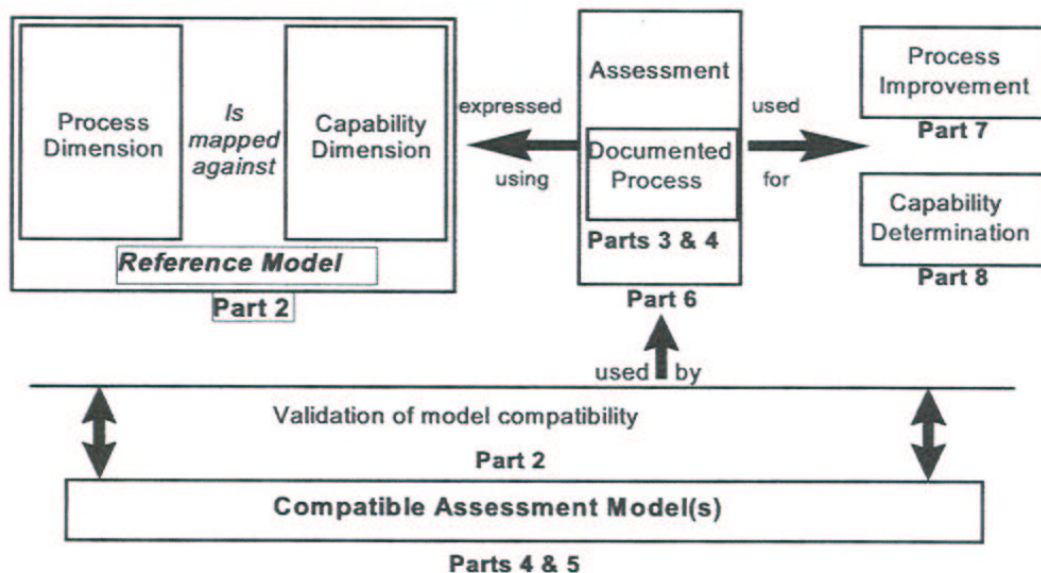 Process
Dimension
Is
mapped
against
Capability
Dimension
Reference Model
Part 2
expressed
using
Assessment
Documented
Process
Parts 3 & 4
Part 6
used
for
Process
Improvement
Part 7
Capability
Determination
Part 8
used by
Validation of model compatibility
Part 2
Compatible Assessment Model(s)
Parts 4 & 5